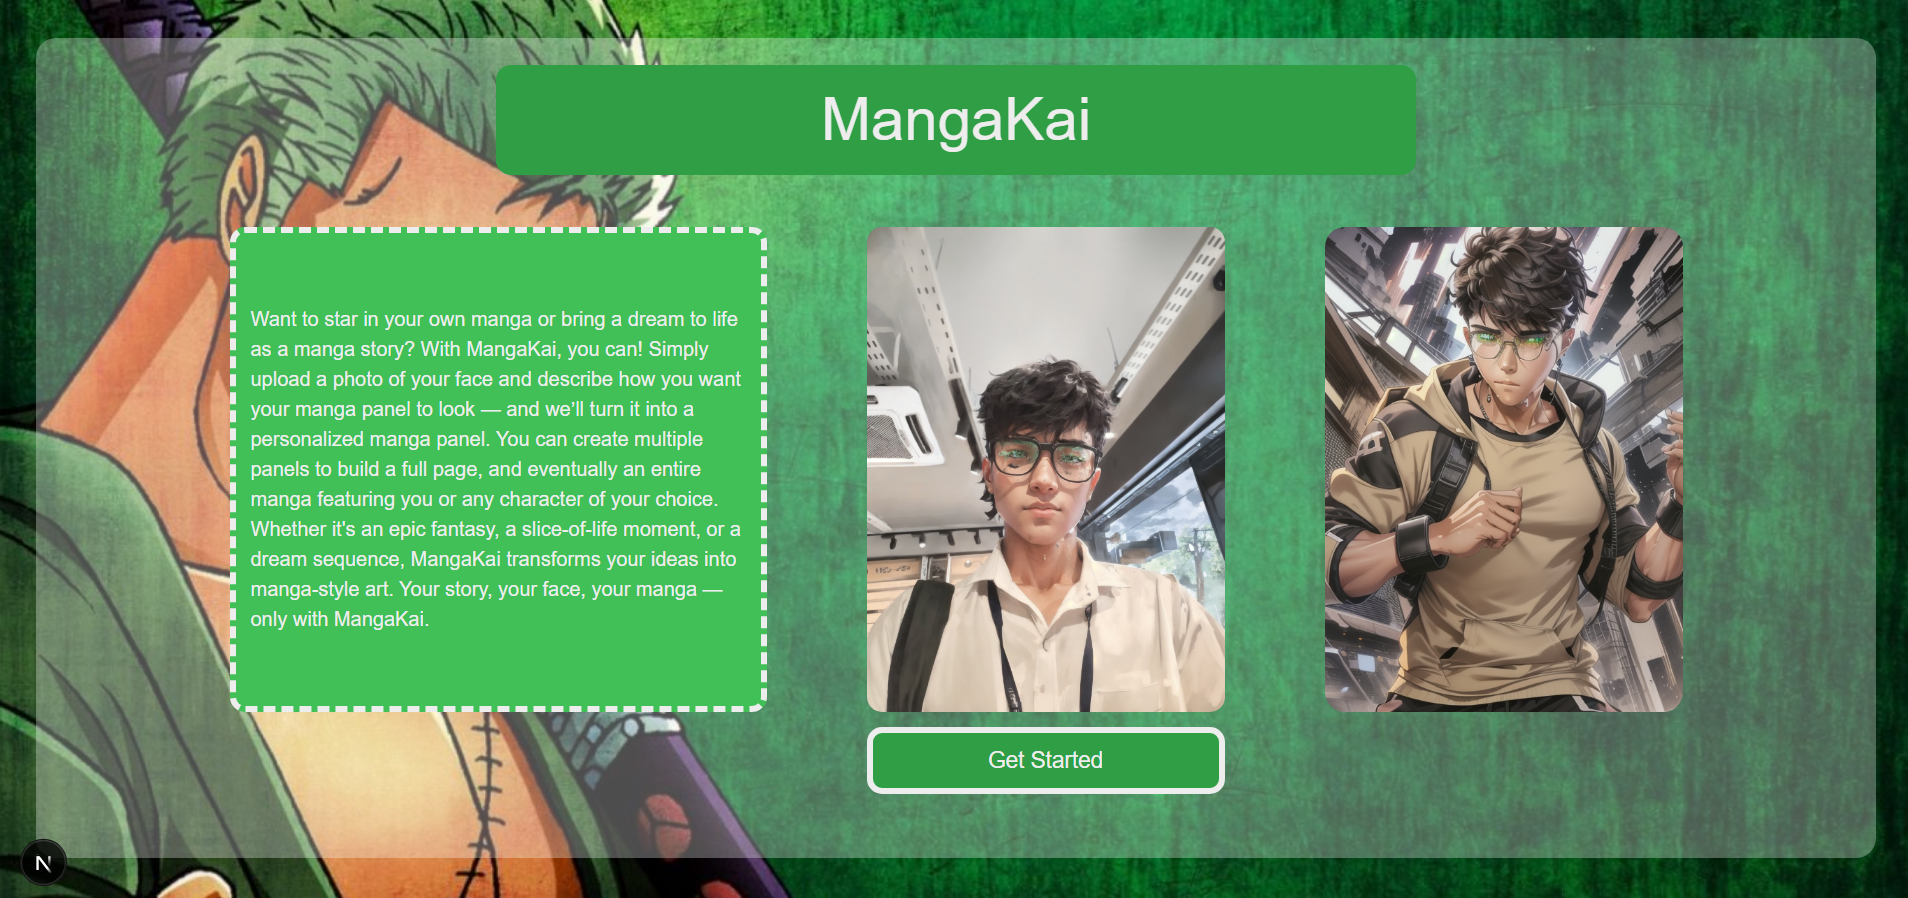 MangaKai
Want to star in your own manga or bring a dream to life
as a manga story? With MangaKai, you can! Simply
upload a photo of your face and describe how you want
your manga panel to look — and we’ll turn it into a
personalized manga panel. You can create multiple
panels to build a full page, and eventually an entire
manga featuring you or any character of your choice.
Whether it's an epic fantasy, a slice-of-life moment, or a
dream sequence, MangaKai transforms your ideas into
manga-style art. Your story, your face, your manga —
only with MangaKai.
Get Started
N